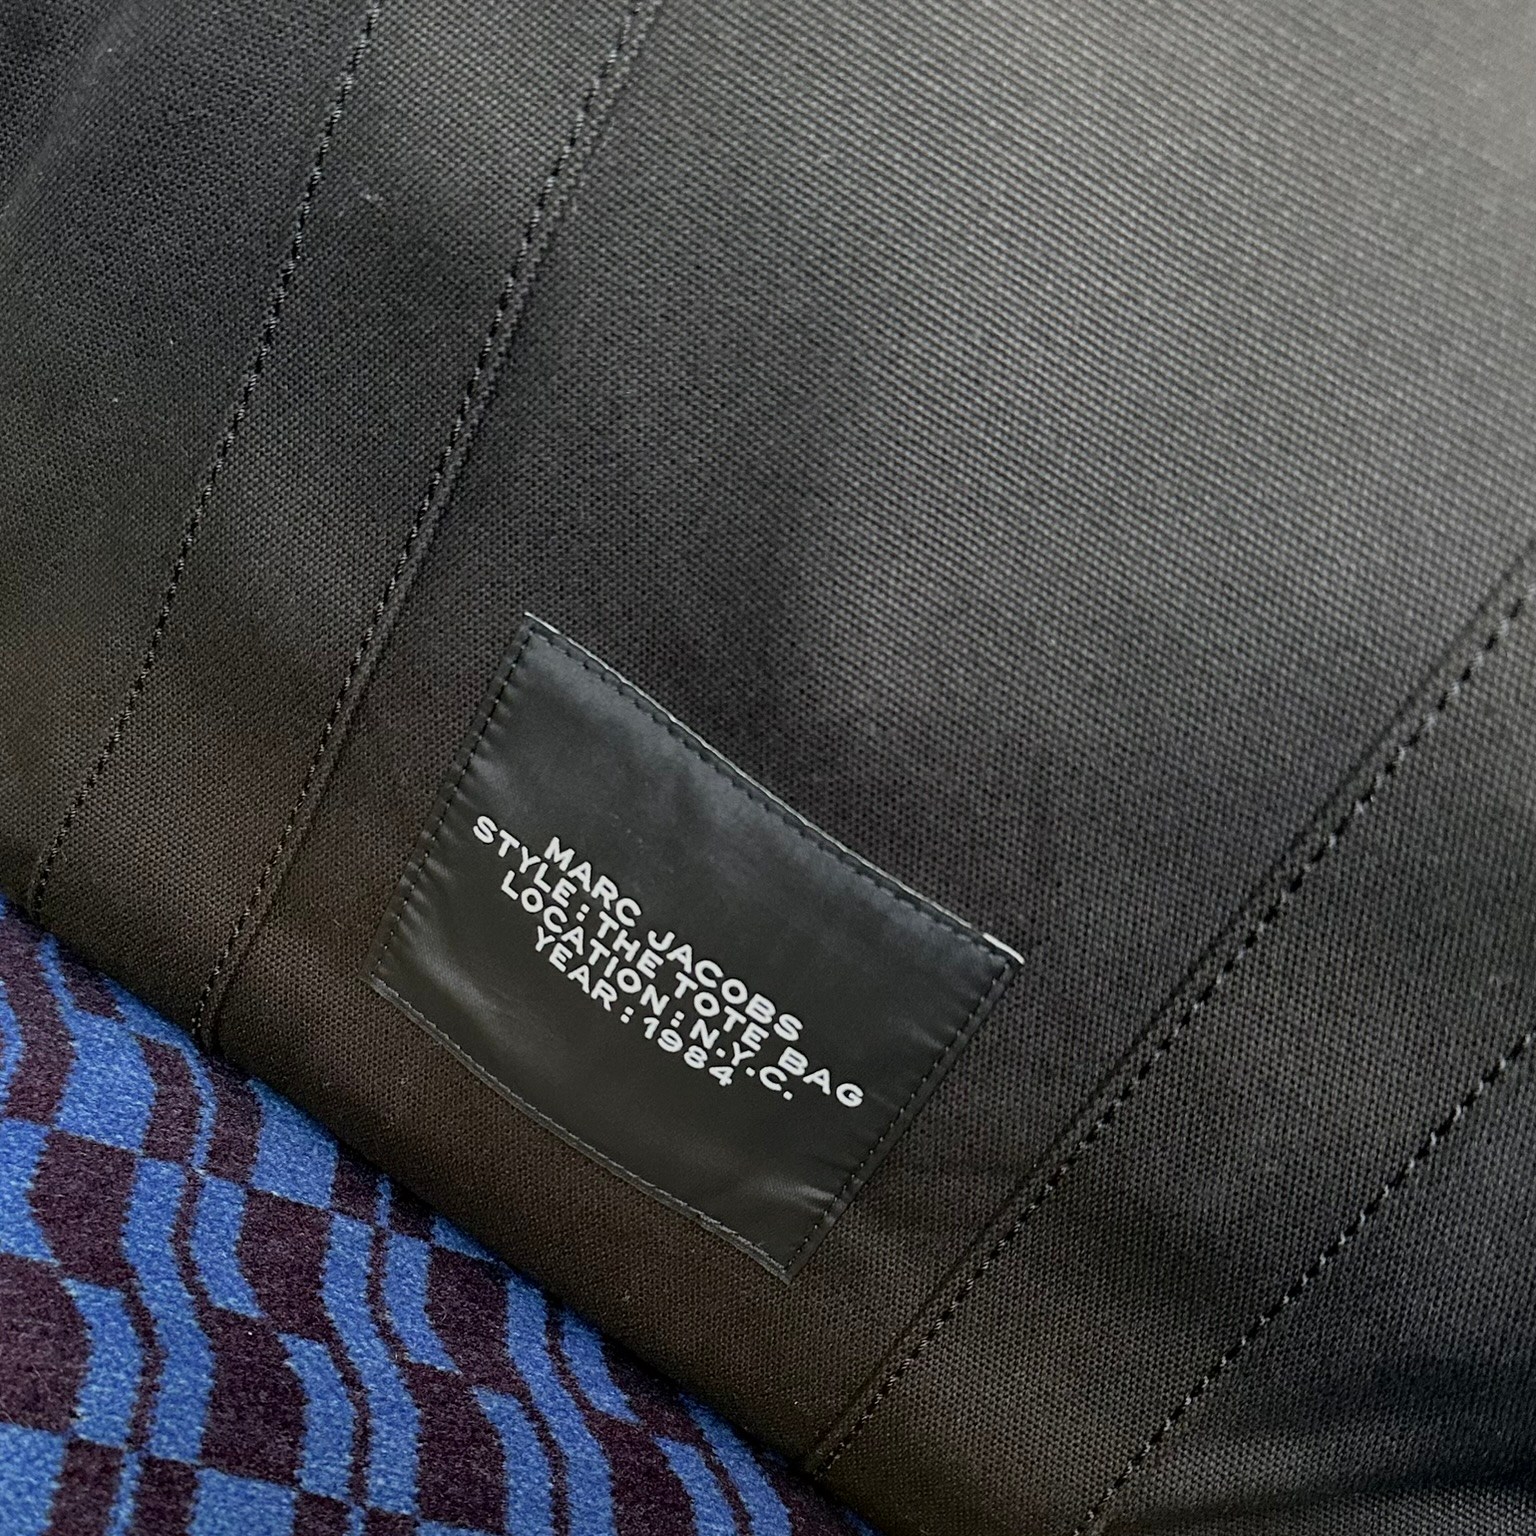 MARC JACOBS
STYLE: THE TOTE BAG
LOCATION: N.Y.C.
YEAR: 1984